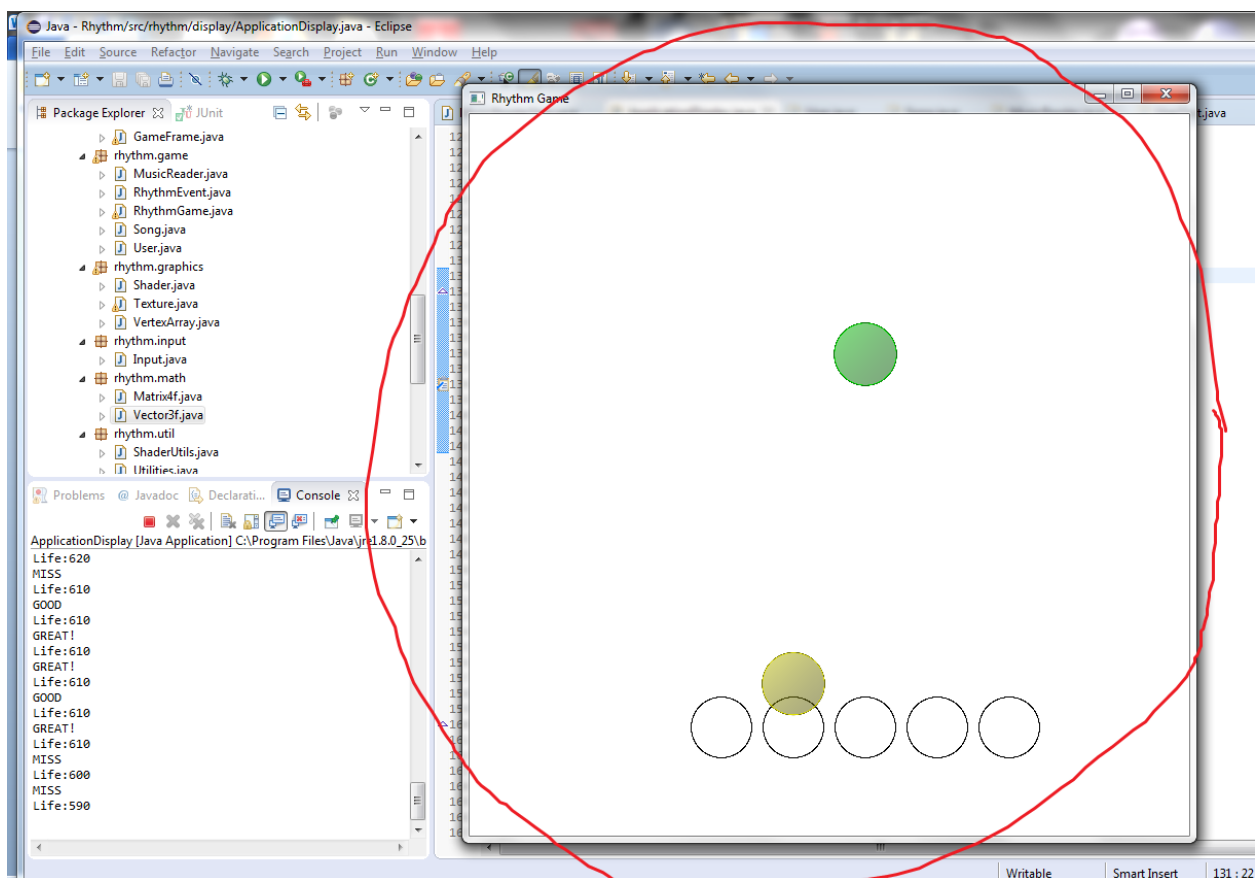 Java - Rhythm/src/rhythm/display/ApplicationDisplay.java - Eclipse
File Edit Source Refactor Navigate Search Project Run Window Help
Package Explorer JUnit
GameFrame.java
rhythm.game
MusicReader.java
RhythmEvent.java
RhythmGame.java
Song.java
User.java
rhythm.graphics
Shader.java
Texture.java
VertexArray.java
rhythm.input
Input.java
rhythm.math
Matrix4f.java
Vector3f.java
rhythm.util
ShaderUtils.java
Utilities.java
Problems @ Javadoc Declarati... Console
ApplicationDisplay [Java Application] C:\Program Files\Java\jre1.8.0_25\b
Life:620
MISS
Life:610
GOOD
Life:610
GREAT!
Life:610
GREAT!
Life:610
GOOD
Life:610
GREAT!
Life:610
MISS
Life:600
MISS
Life:590
Rhythm Game
t.java
Writable Smart Insert 131 : 22